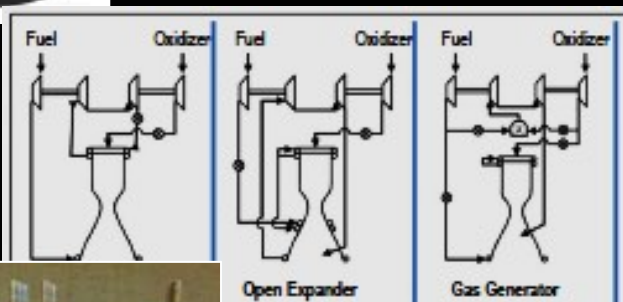 Fuel Oxidizer Fuel Oxidizer Fuel Oxidizer
Open Expander Gas Generator